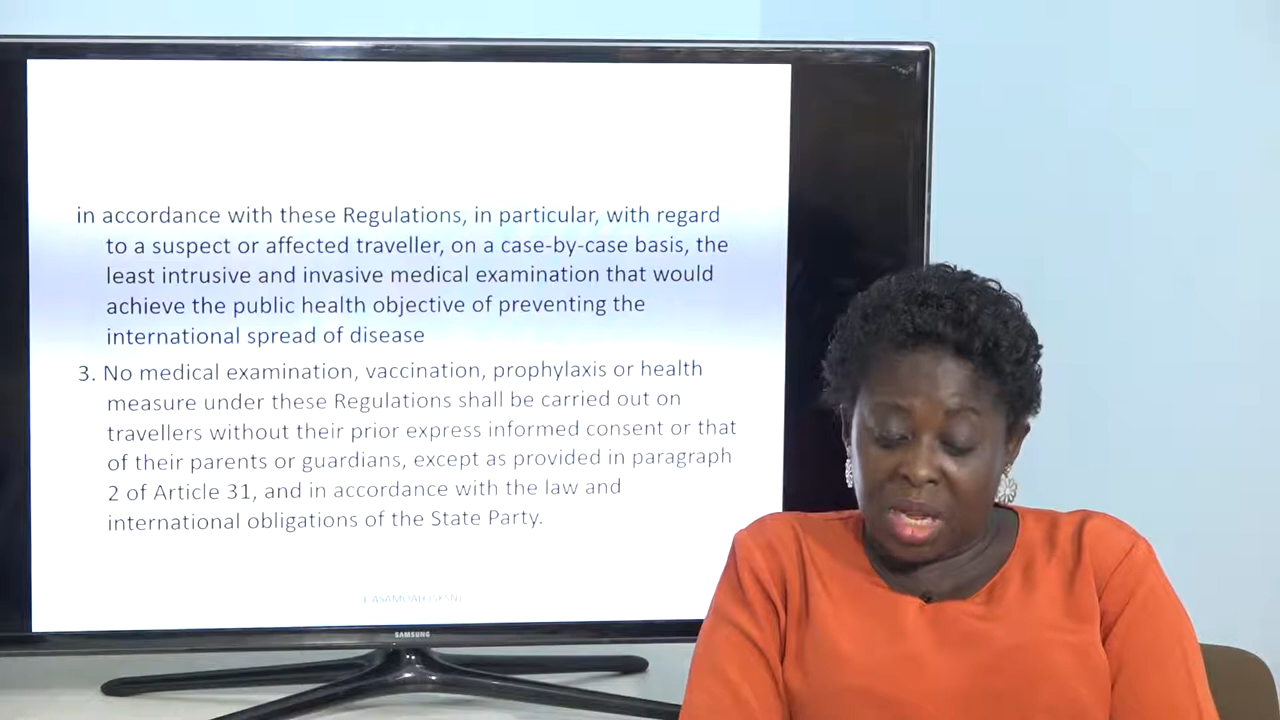 in accordance with these Regulations, in particular, with regard
to a suspect or affected traveller, on a case-by-case basis, the
least intrusive and invasive medical examination that would
achieve the public health objective of preventing the
international spread of disease
3. No medical examination, vaccination, prophylaxis or health
measure under these Regulations shall be carried out on
travellers without their prior express informed consent or that
of their parents or guardians, except as provided in paragraph
2 of Article 31, and in accordance with the law and
international obligations of the State Party.
SAMSUNG